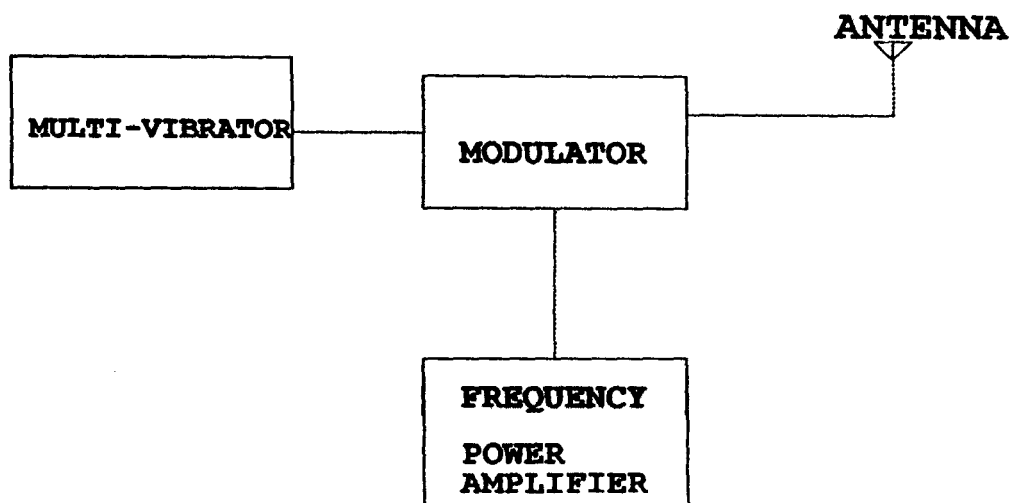 ANTENNA
MULTI-VIBRATOR
MODULATOR
FREQUENCY
POWER
AMPLIFIER